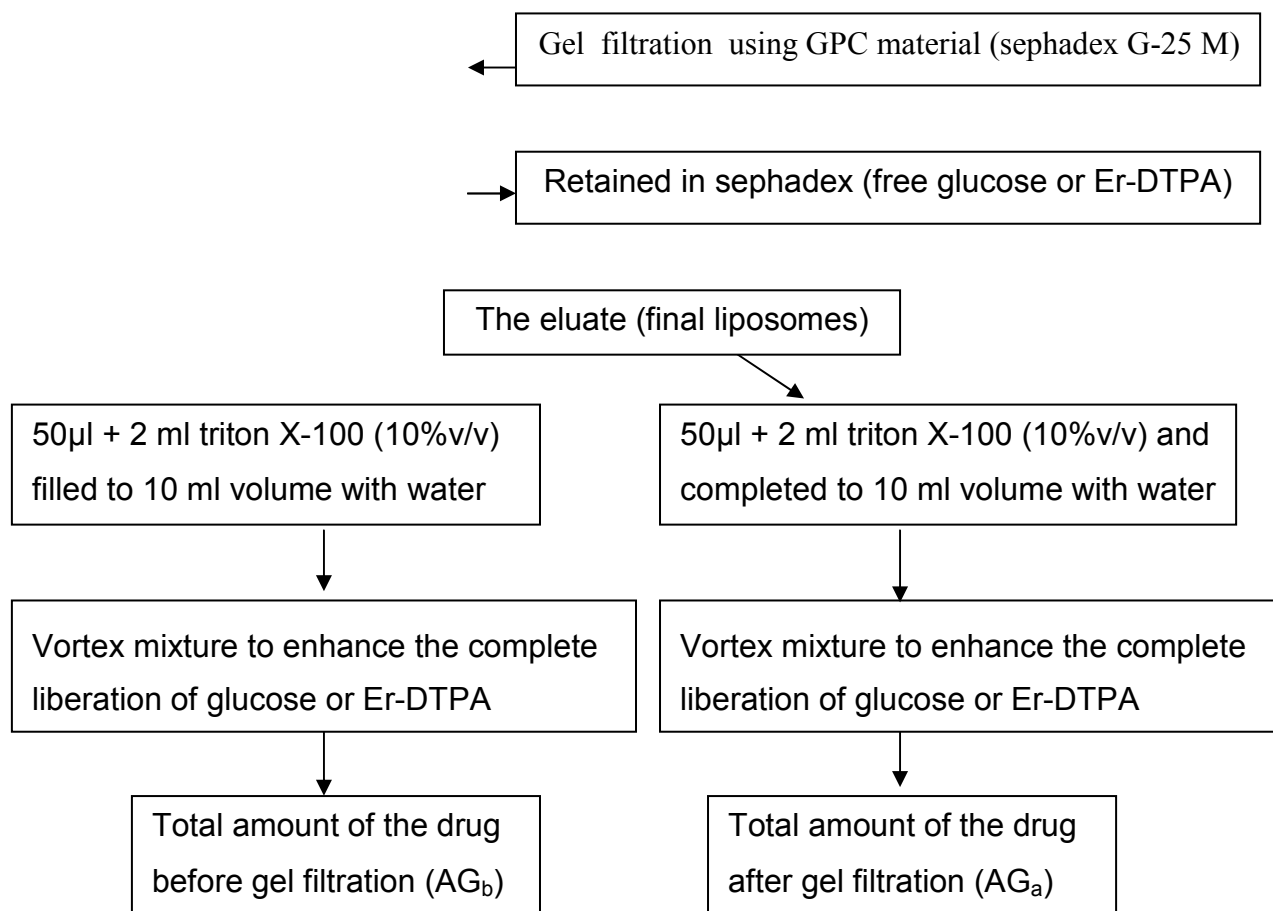 Gel filtration using GPC material (sephadex G-25 M)
Retained in sephadex (free glucose or Er-DTPA)
The eluate (final liposomes)
50µl + 2 ml triton X-100 (10%v/v)
filled to 10 ml volume with water
50µl + 2 ml triton X-100 (10%v/v) and
completed to 10 ml volume with water
Vortex mixture to enhance the complete
liberation of glucose or Er-DTPA
Vortex mixture to enhance the complete
liberation of glucose or Er-DTPA
Total amount of the drug
before gel filtration (AGb)
Total amount of the drug
after gel filtration (AGa)